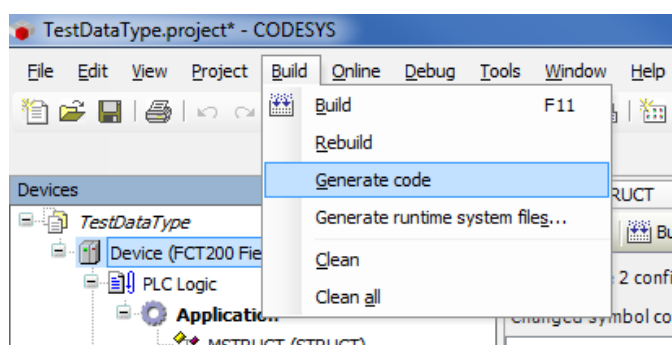 TestDataType.project* - CODESYS
File Edit View Project Build Online Debug Tools Window Help
Build F11
Rebuild
Generate code
Devices
RUCT
TestDataType
Generate runtime system files...
Bu
Device (FCT200 Fie
Clean
2 confi
PLC Logic
Clean all
Application
Changed symbol co
MSTRUCT (STRUCT)